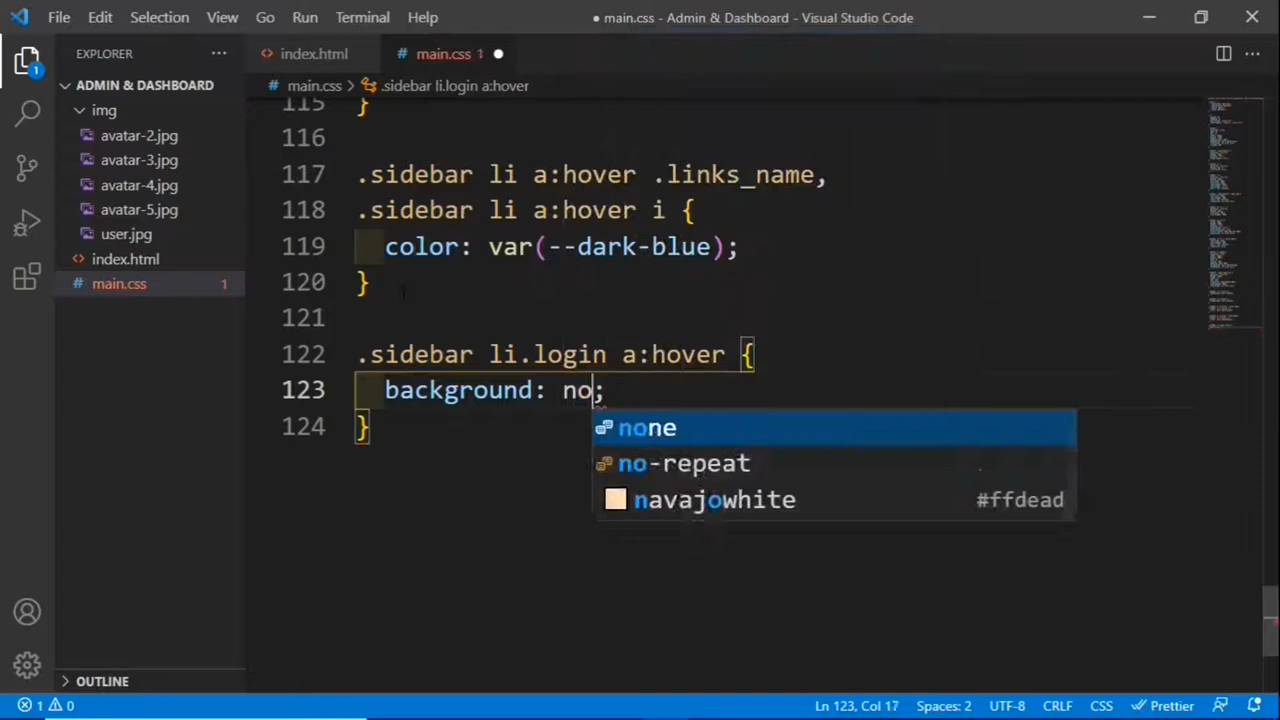 File Edit Selection View Go Run Terminal Help
● main.css - Admin & Dashboard - Visual Studio Code
EXPLORER
index.html
# main.css 1
ADMIN & DASHBOARD
# main.css > .sidebar li.login a:hover
img
avatar-2.jpg
avatar-3.jpg
avatar-4.jpg
avatar-5.jpg
user.jpg
index.html
# main.css 1
1
115 }
116
117 .sidebar li a:hover .links_name,
118 .sidebar li a:hover i {
119 color: var(--dark-blue);
120 }
121
122 .sidebar li.login a:hover {
123 background: no;
124 }
none
no-repeat
navajowhite #ffdead
OUTLINE
1 0
Ln 123, Col 17 Spaces: 2 UTF-8 CRLF CSS Prettier